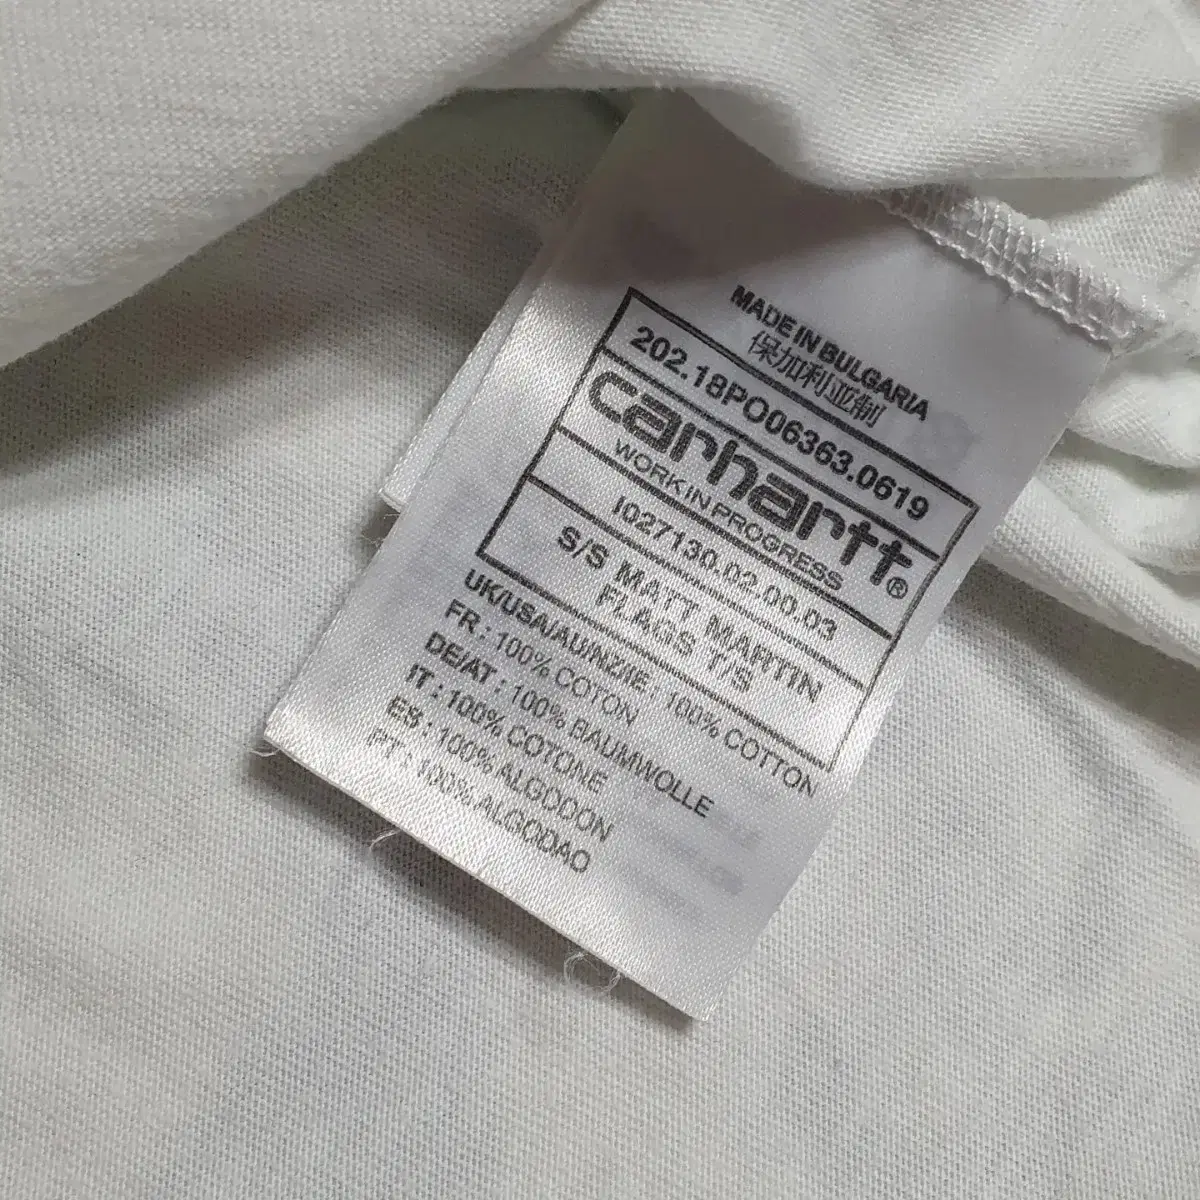 MADE IN BULGARIA
保加利亚制
202.18PO06363.0619
carhartt®
WORK IN PROGRESS
I027130.02.00.03
S/S MATT MARTIN
FLAGS T/S
UK/USA/AU/NZ/IE: 100% COTTON
FR: 100% COTON
DE/AT: 100% BAUMWOLLE
IT: 100% COTONE
ES: 100% ALGODON
PT: 100% ALGODAO